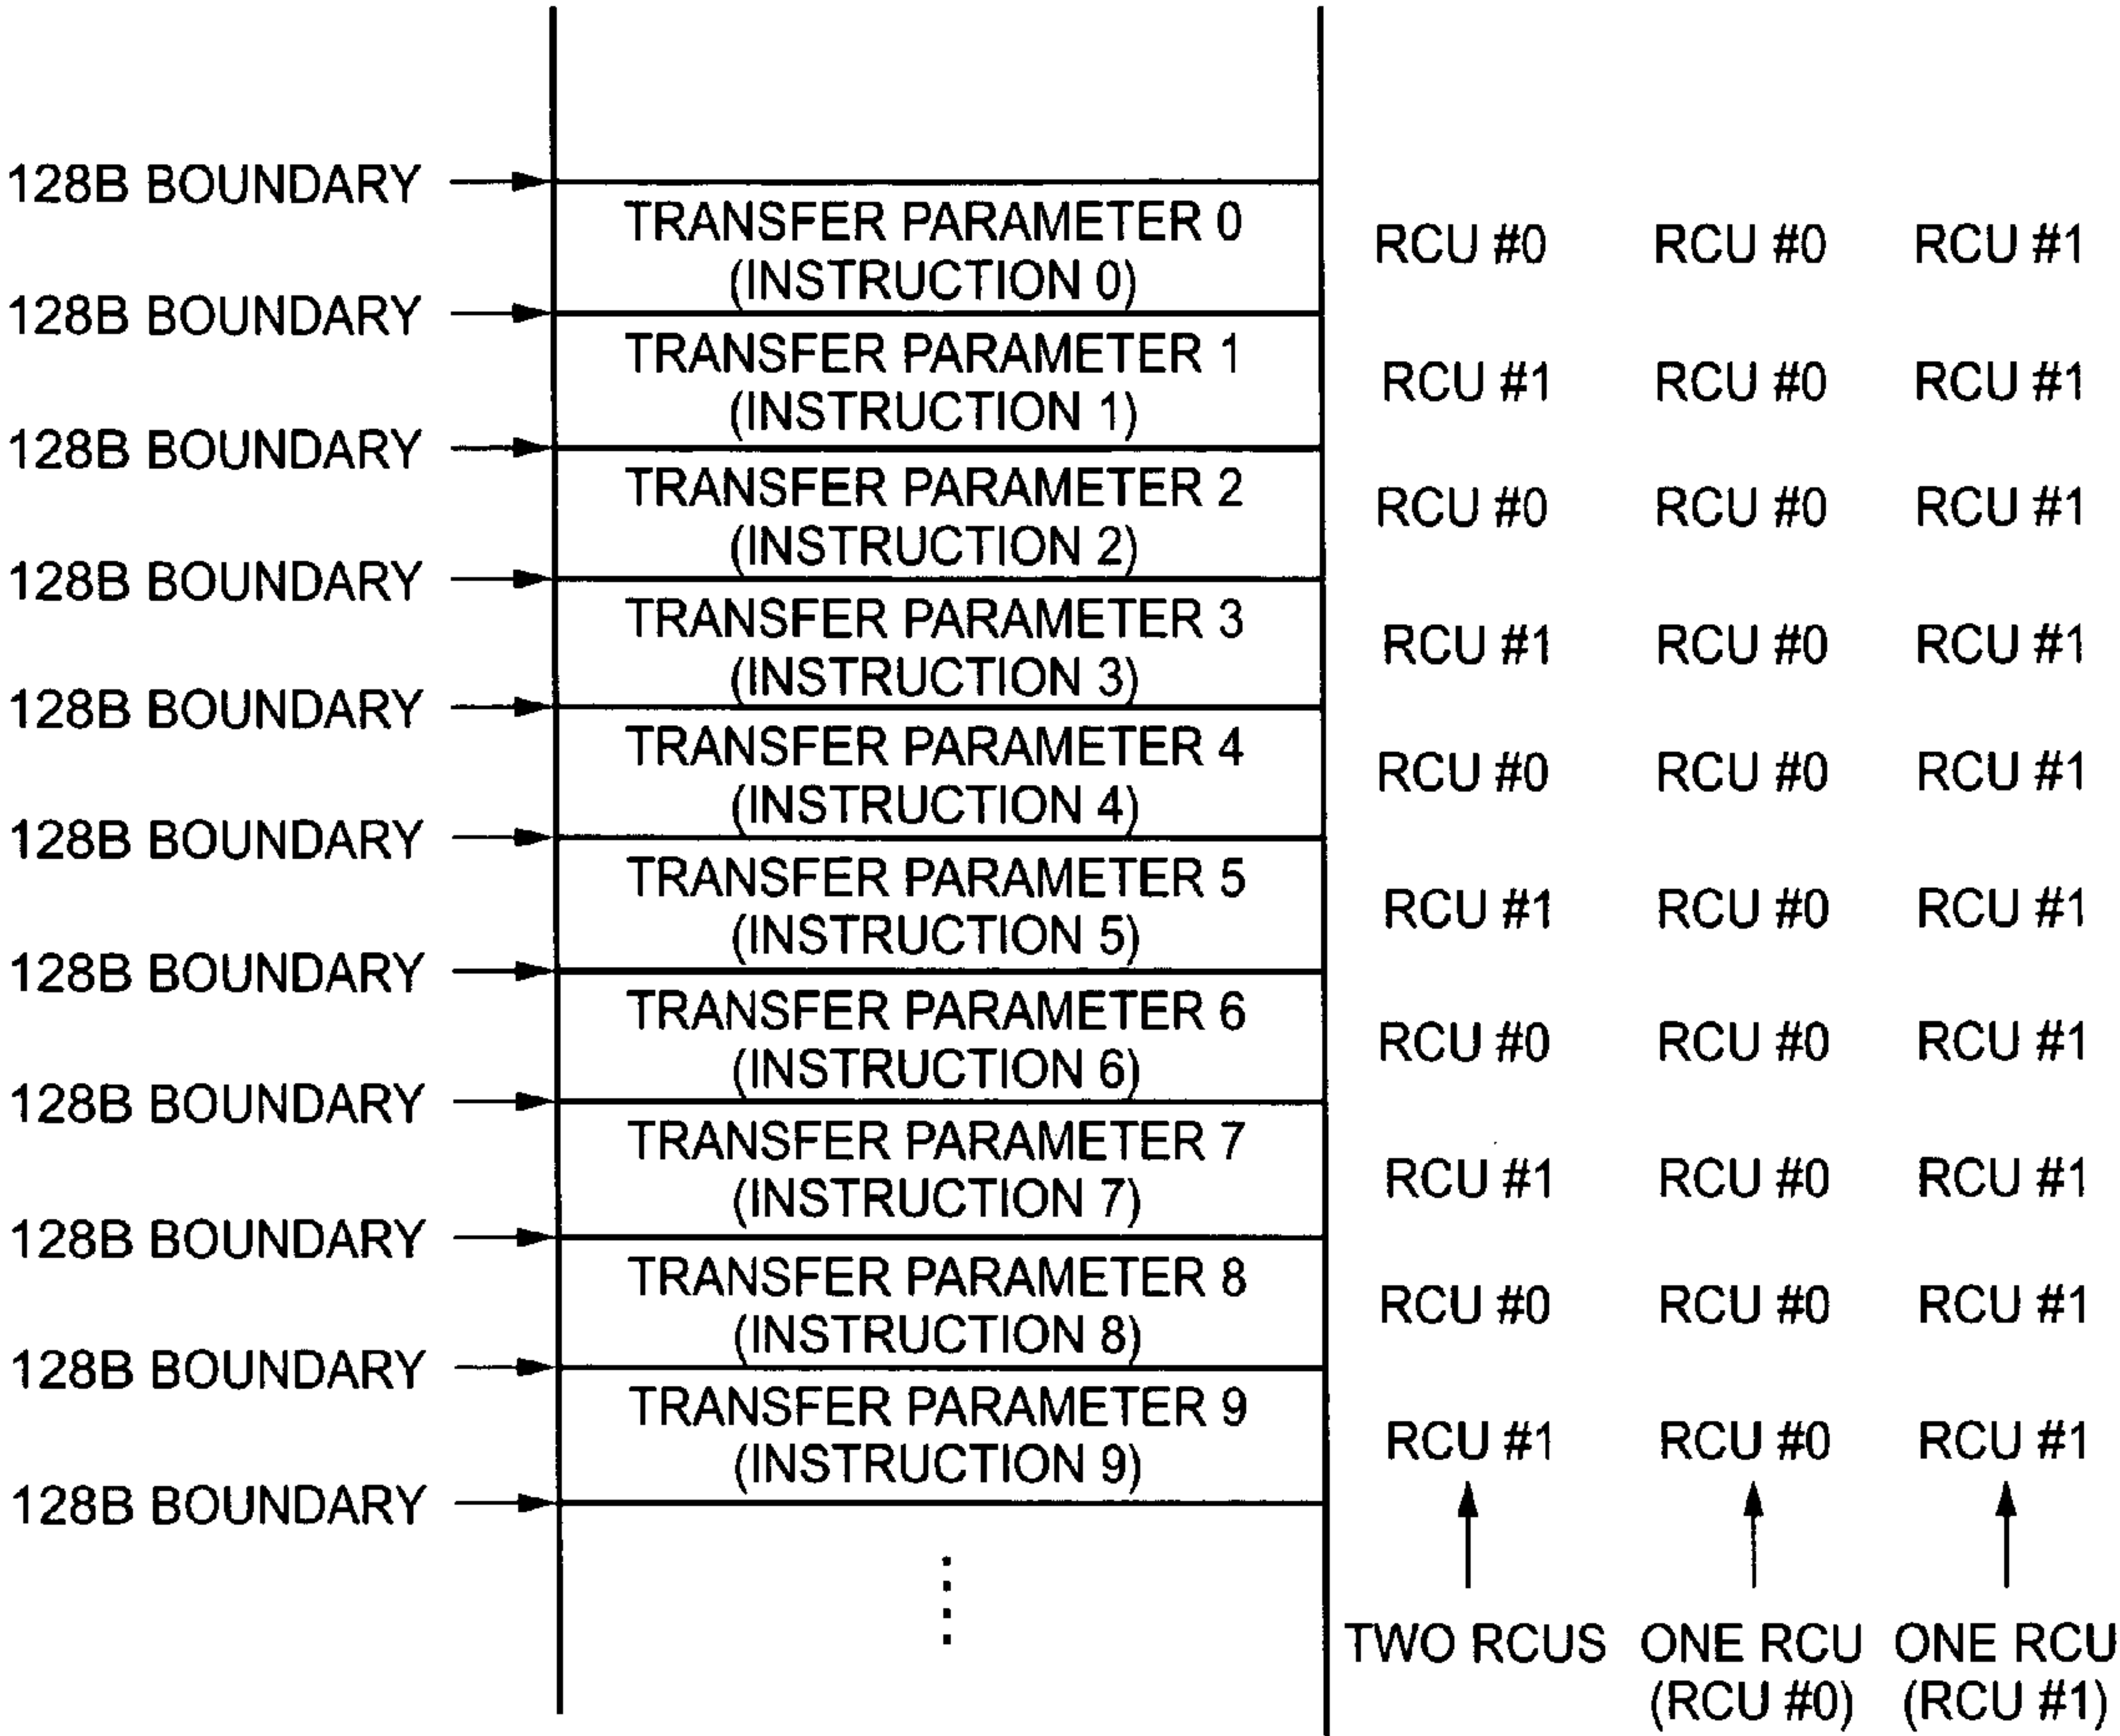 128B BOUNDARY
TRANSFER PARAMETER 0
(INSTRUCTION 0)
RCU #0 RCU #0 RCU #1
128B BOUNDARY
TRANSFER PARAMETER 1
(INSTRUCTION 1)
RCU #1 RCU #0 RCU #1
128B BOUNDARY
TRANSFER PARAMETER 2
(INSTRUCTION 2)
RCU #0 RCU #0 RCU #1
128B BOUNDARY
TRANSFER PARAMETER 3
(INSTRUCTION 3)
RCU #1 RCU #0 RCU #1
128B BOUNDARY
TRANSFER PARAMETER 4
(INSTRUCTION 4)
RCU #0 RCU #0 RCU #1
128B BOUNDARY
TRANSFER PARAMETER 5
(INSTRUCTION 5)
RCU #1 RCU #0 RCU #1
128B BOUNDARY
TRANSFER PARAMETER 6
(INSTRUCTION 6)
RCU #0 RCU #0 RCU #1
128B BOUNDARY
TRANSFER PARAMETER 7
(INSTRUCTION 7)
RCU #1 RCU #0 RCU #1
128B BOUNDARY
TRANSFER PARAMETER 8
(INSTRUCTION 8)
RCU #0 RCU #0 RCU #1
128B BOUNDARY
TRANSFER PARAMETER 9
(INSTRUCTION 9)
RCU #1 RCU #0 RCU #1
128B BOUNDARY
TWO RCUS
ONE RCU
(RCU #0)
ONE RCU
(RCU #1)